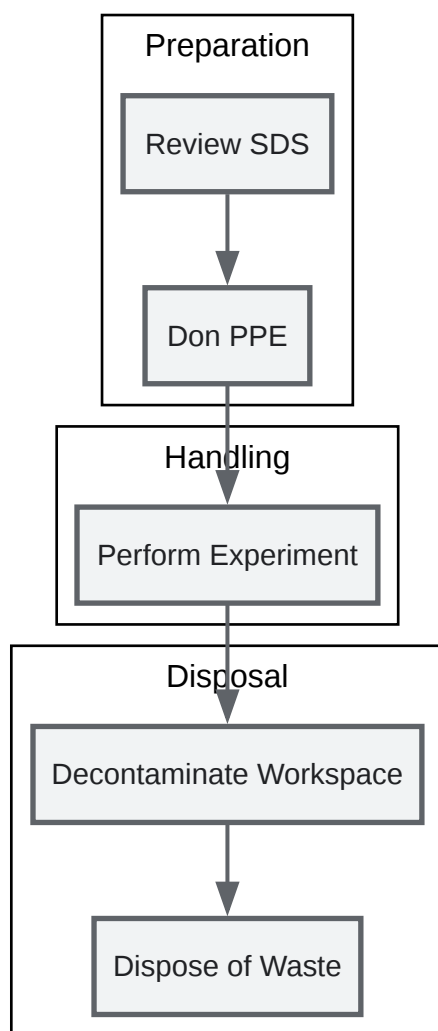 Preparation
Review SDS
Don PPE
Handling
Perform Experiment
Disposal
Decontaminate Workspace
Dispose of Waste